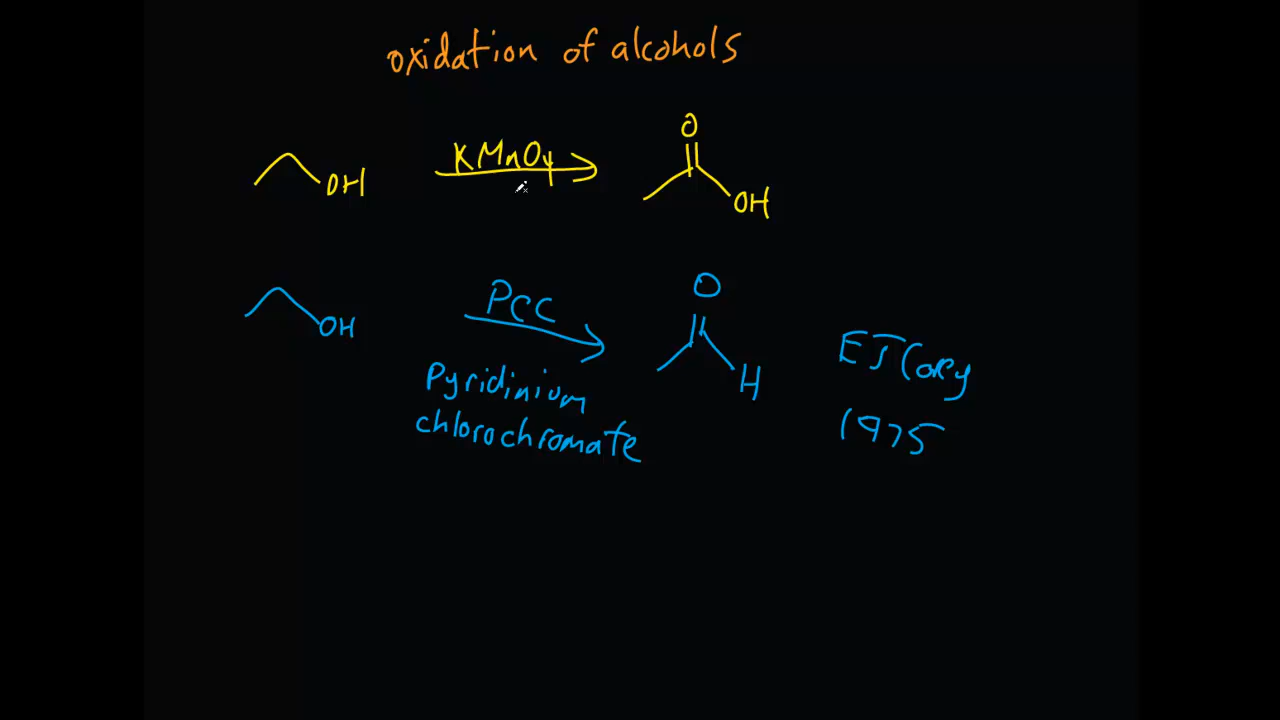 oxidation of alcohols
O
KMnO4
OH
OH
O
PCC
OH
EJ Corey
H
Pyridinium
chlorochromate
1975